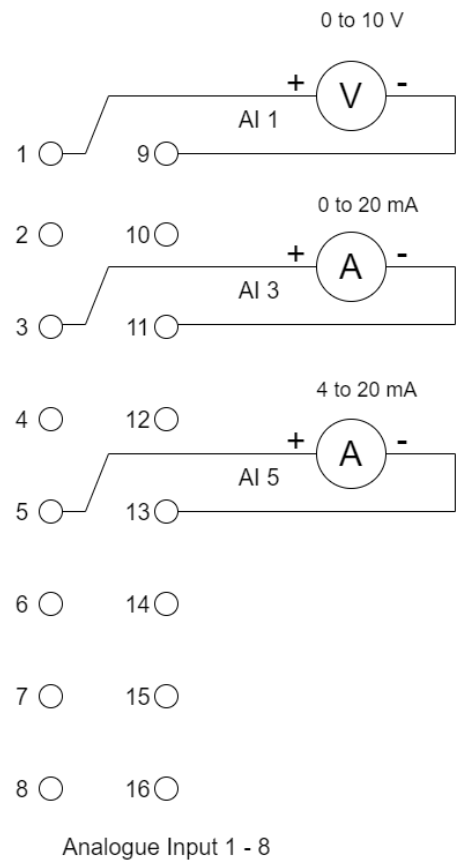 0 to 10 V
+ V -
AI 1
1 9
0 to 20 mA
2 10
+ A -
AI 3
3 11
4 to 20 mA
4 12
+ A -
AI 5
5 13
6 14
7 15
8 16
Analogue Input 1 - 8